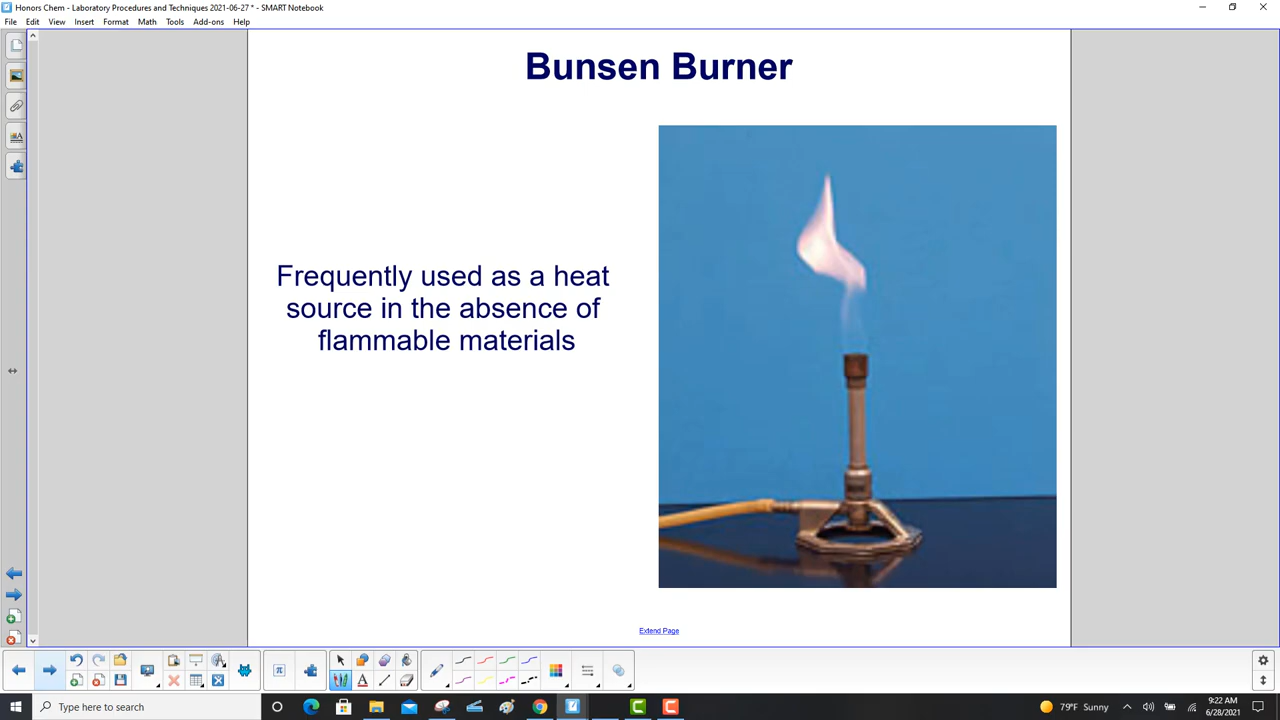 Honors Chem - Laboratory Procedures and Techniques 2021-06-27 * - SMART Notebook
File Edit View Insert Format Math Tools Add-ons Help
Bunsen Burner
Frequently used as a heat
source in the absence of
flammable materials
Extend Page
Type here to search
79°F Sunny
9:22 AM
6/28/2021